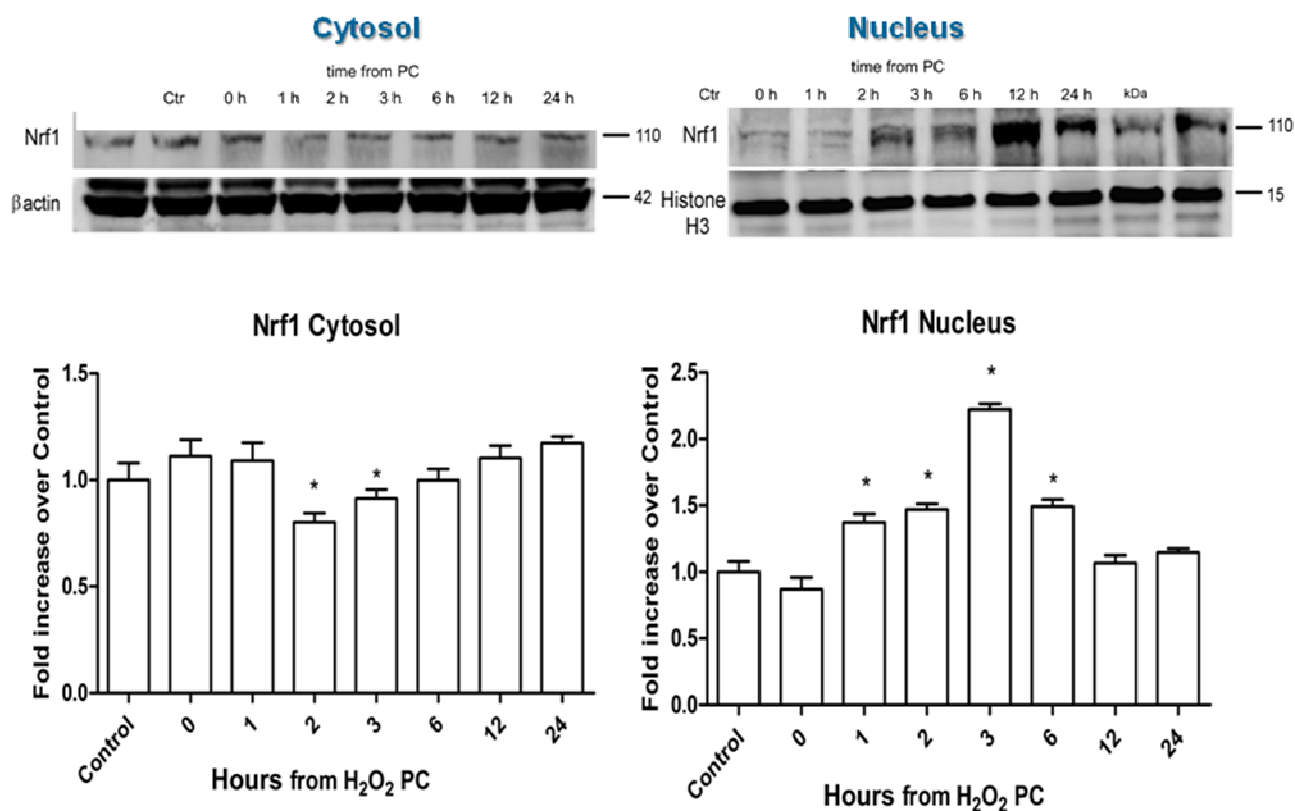 Cytosol
time from PC
Ctr 0 h 1 h 2 h 3 h 6 h 12 h 24 h
Nrf1 110
βactin 42
Nucleus
time from PC
Ctr 0 h 1 h 2 h 3 h 6 h 12 h 24 h kDa
Nrf1 110
Histone 15
H3
Nrf1 Cytosol
Fold increase over Control
1.5
1.0
0.5
0.0
* *
Control 0 1 2 3 6 12 24
Hours from H₂O₂ PC
Nrf1 Nucleus
Fold increase over Control
2.5
2.0
1.5
1.0
0.5
0.0
* * * *
Control 0 1 2 3 6 12 24
Hours from H₂O₂ PC